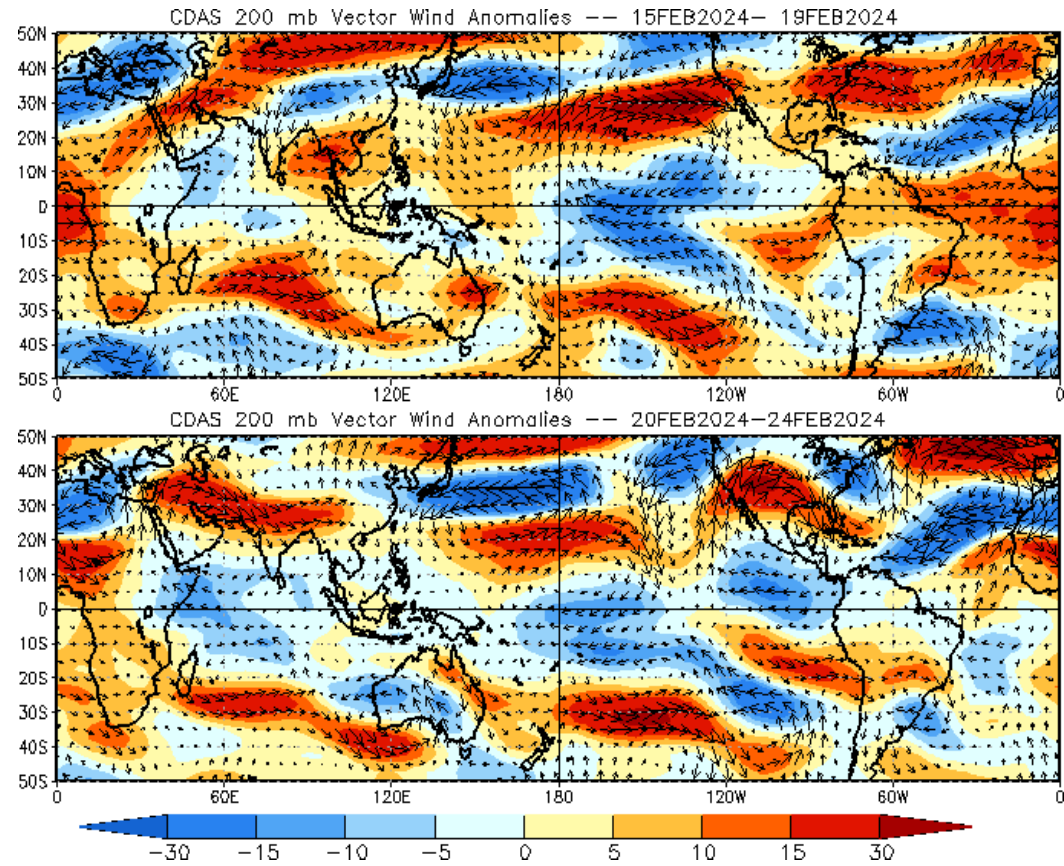 CDAS 200 mb Vector Wind Anomalies -- 15FEB2024- 19FEB2024
50N
40N
30N
20N
10N
0
10S
20S
30S
40S
50S
0 60E 120E 180 120W 60W 0
CDAS 200 mb Vector Wind Anomalies -- 20FEB2024-24FEB2024
50N
40N
30N
20N
10N
0
10S
20S
30S
40S
50S
0 60E 120E 180 120W 60W 0
-30 -15 -10 -5 0 5 10 15 30